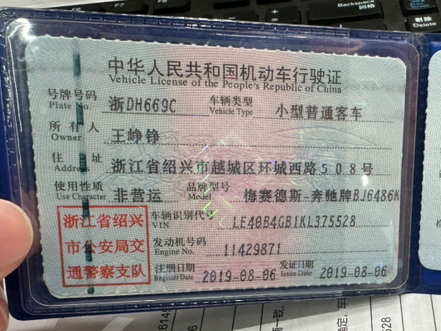 中华人民共和国机动车行驶证
Vehicle License of the People's Republic of China
号牌号码 浙DH669C 车辆类型 小型普通客车
Plate No. Vehicle Type
所有人 王峥铮
Owner
住址 浙江省绍兴市越城区环城西路508号
Address
使用性质 非营运 品牌型号 梅赛德斯-奔驰牌BJ6486K
Use Character Model
浙江省绍兴
市公安局交
通警察支队
车辆识别代号 LE40B4GB1KL375528
VIN
发动机号码 11429871
Engine No.
注册日期 2019-08-06 发证日期 2019-08-06
Register Date Issue Date
Backspace
Delete